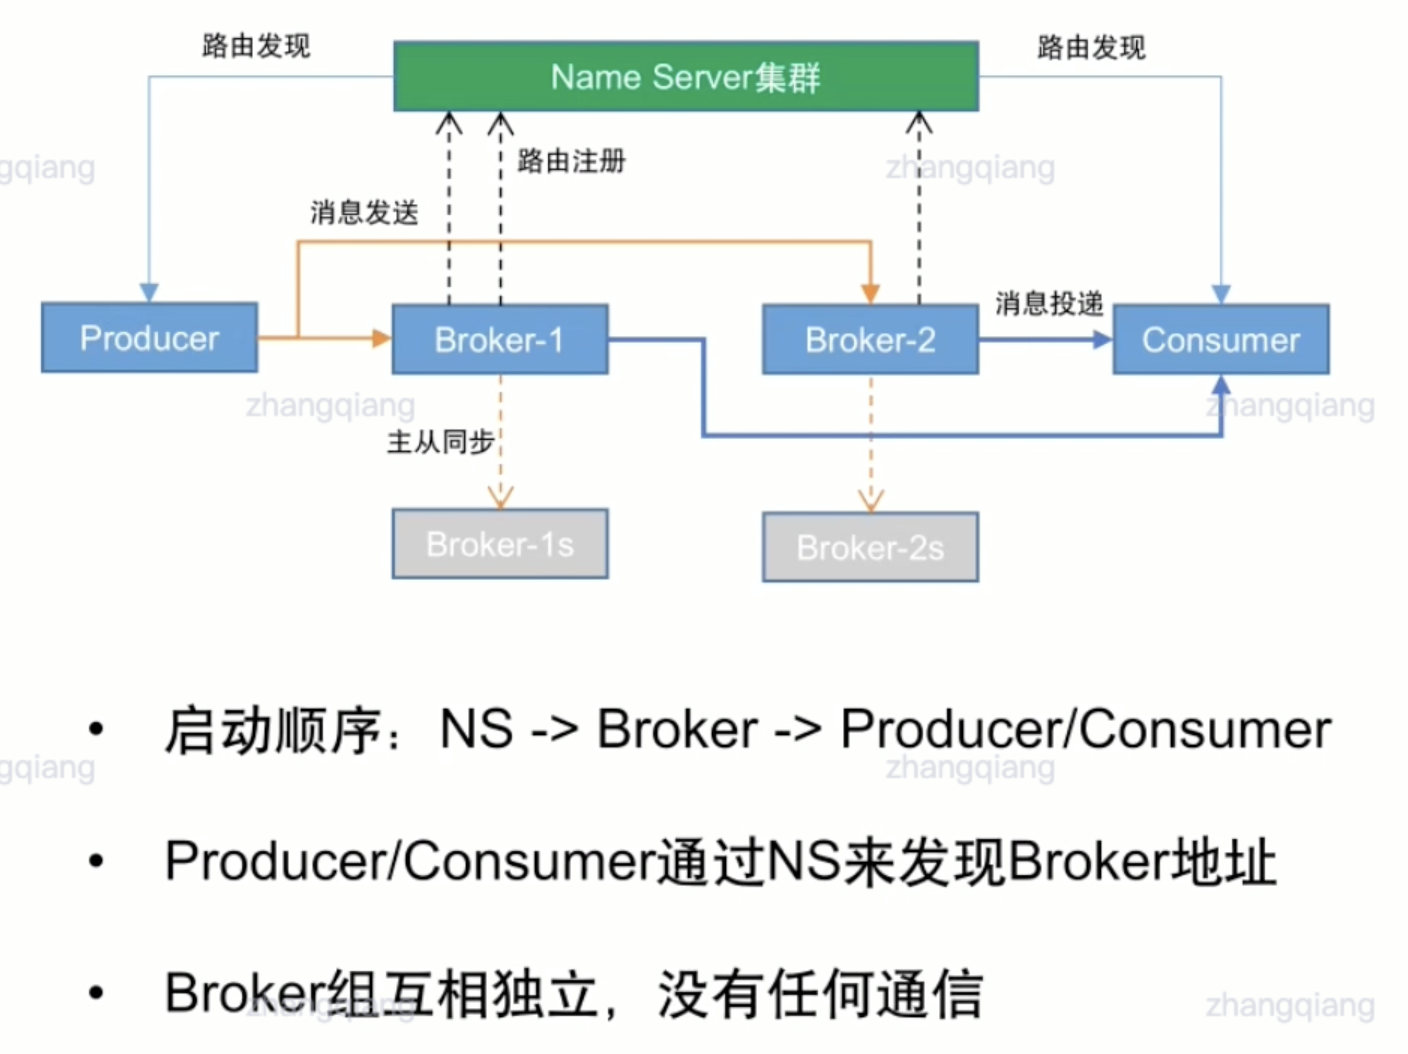 路由发现
路由发现
Name Server集群
zhangqiang
路由注册
zhangqiang
消息发送
消息投递
Producer
Broker-1
Broker-2
Consumer
zhangqiang
zhangqiang
主从同步
Broker-1s
Broker-2s
• 启动顺序：NS -> Broker -> Producer/Consumer
gqiang
zhangqiang
• Producer/Consumer通过NS来发现Broker地址
• Broker组互相独立，没有任何通信
zhangqiang
zhangqiang